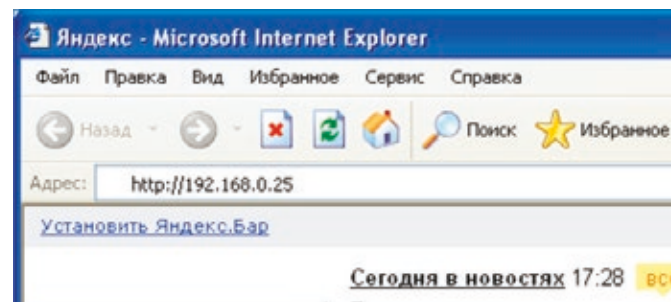 Яндекс - Microsoft Internet Explorer
Файл Правка Вид Избранное Сервис Справка
Назад Поиск Избранное
Адрес: http://192.168.0.25
Установить Яндекс.Бар
Сегодня в новостях 17:28